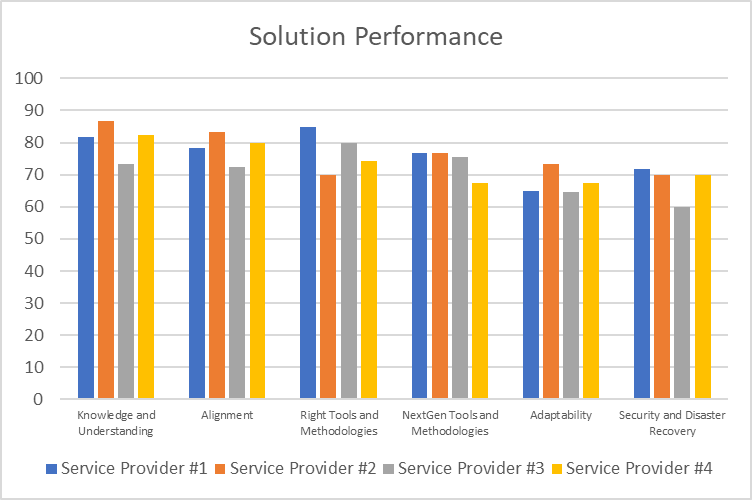 Solution Performance
100
90
80
70
60
50
40
30
20
10
0
Knowledge and
Understanding
Alignment
Right Tools and
Methodologies
NextGen Tools and
Methodologies
Adaptability
Security and Disaster
Recovery
Service Provider #1 Service Provider #2 Service Provider #3 Service Provider #4